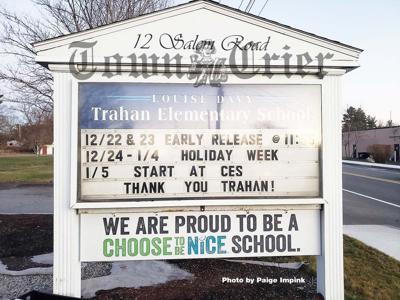 12 Salem Road
Town Crier
LOUISE DAVY
Trahan Elementary School
12/22 & 23 EARLY RELEASE @
12/24 - 1/4 HOLIDAY WEEK
1/5 START AT CES
THANK YOU TRAHAN!
WE ARE PROUD TO BE A
CHOOSE TO BE NICE SCHOOL.
Photo by Paige Impink